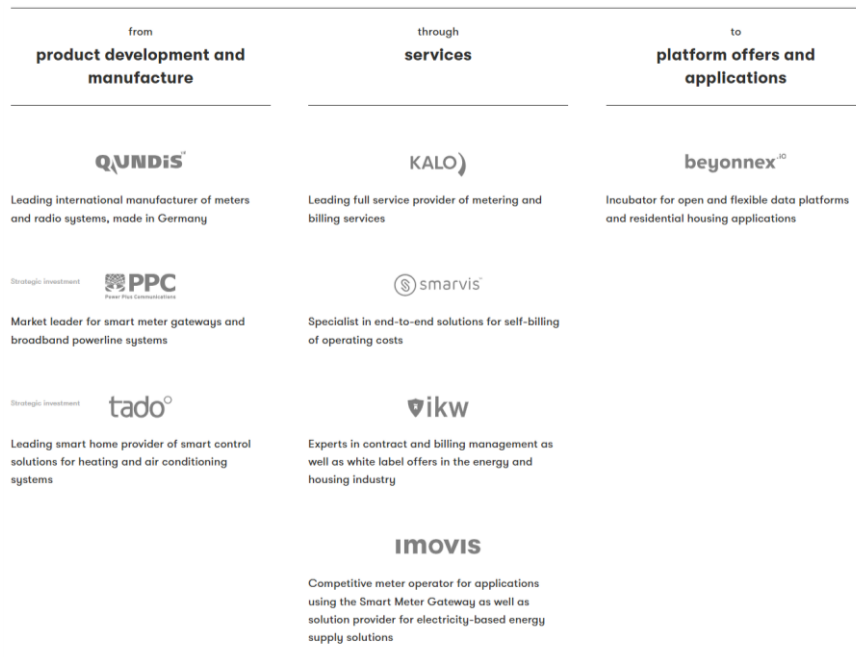 from
product development and
manufacture
through
services
to
platform offers and
applications
QUNDIS
Leading international manufacturer of meters
and radio systems, made in Germany
Strategic investment
PPC
Power Plus Communications
Market leader for smart meter gateways and
broadband powerline systems
Strategic investment
tado°
Leading smart home provider of smart control
solutions for heating and air conditioning
systems
KALO
Leading full service provider of metering and
billing services
smarvis
Specialist in end-to-end solutions for self-billing
of operating costs
ikw
Experts in contract and billing management as
well as white label offers in the energy and
housing industry
ımovıs
Competitive meter operator for applications
using the Smart Meter Gateway as well as
solution provider for electricity-based energy
supply solutions
beyonnex.io
Incubator for open and flexible data platforms
and residential housing applications